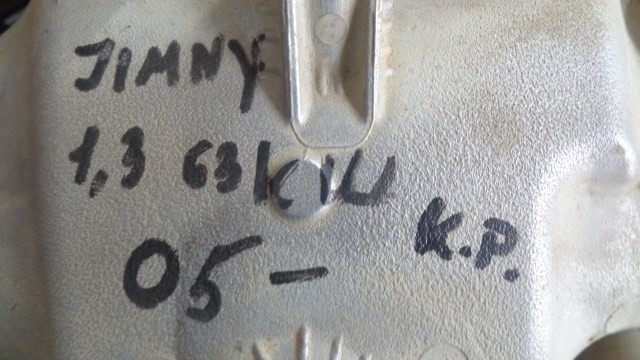 JIMNY
1,3 63KW
K.P.
05-